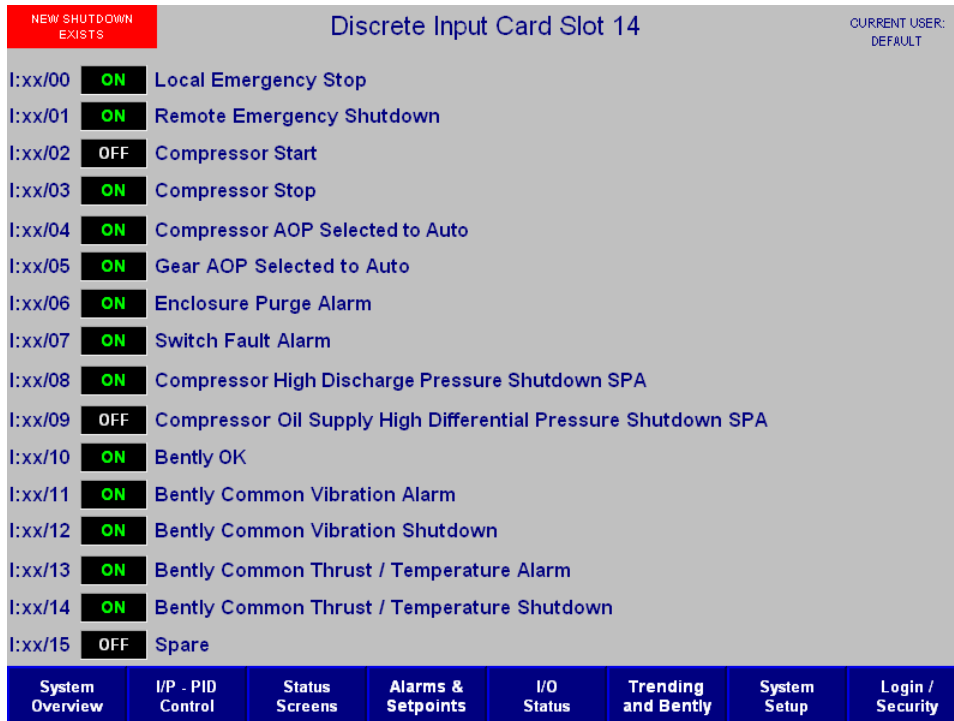 NEW SHUTDOWN
EXISTS
Discrete Input Card Slot 14
CURRENT USER:
DEFAULT
I:xx/00 ON Local Emergency Stop
I:xx/01 ON Remote Emergency Shutdown
I:xx/02 OFF Compressor Start
I:xx/03 ON Compressor Stop
I:xx/04 ON Compressor AOP Selected to Auto
I:xx/05 ON Gear AOP Selected to Auto
I:xx/06 ON Enclosure Purge Alarm
I:xx/07 ON Switch Fault Alarm
I:xx/08 ON Compressor High Discharge Pressure Shutdown SPA
I:xx/09 OFF Compressor Oil Supply High Differential Pressure Shutdown SPA
I:xx/10 ON Bently OK
I:xx/11 ON Bently Common Vibration Alarm
I:xx/12 ON Bently Common Vibration Shutdown
I:xx/13 ON Bently Common Thrust / Temperature Alarm
I:xx/14 ON Bently Common Thrust / Temperature Shutdown
I:xx/15 OFF Spare
System
Overview
I/P - PID
Control
Status
Screens
Alarms &
Setpoints
I/O
Status
Trending
and Bently
System
Setup
Login /
Security